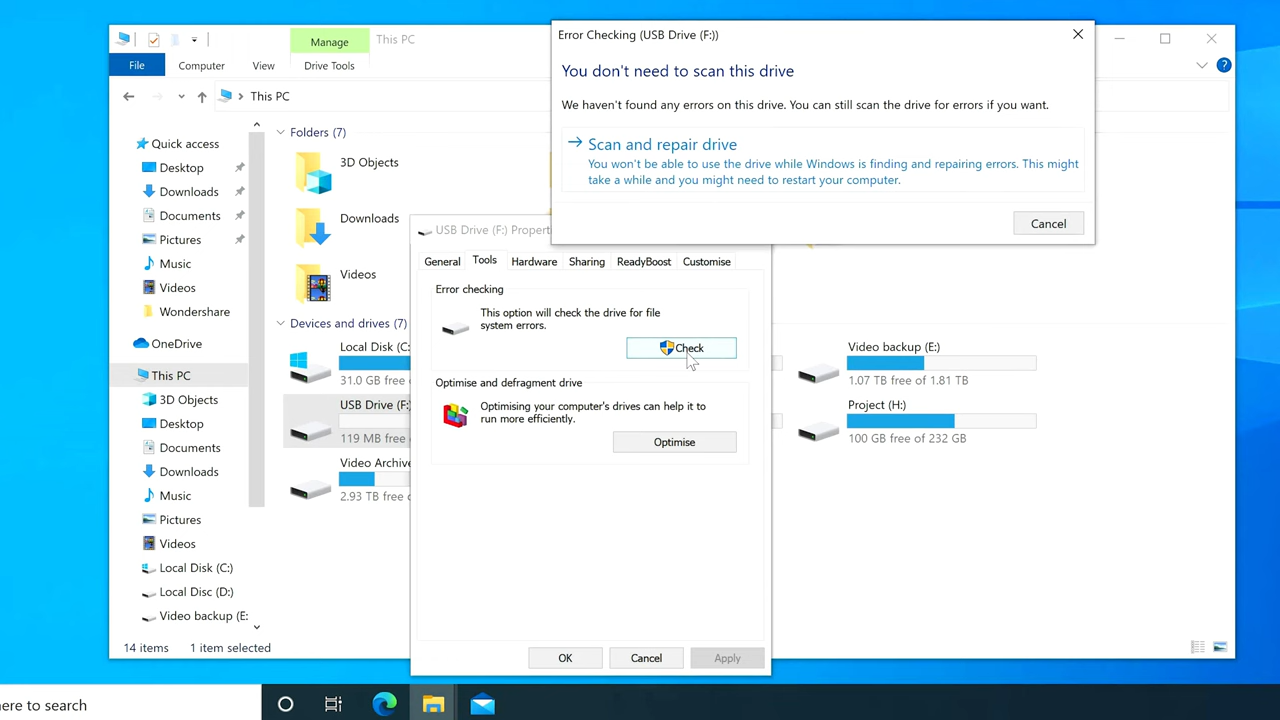 Manage
This PC
File
Computer
View
Drive Tools
?
This PC
Quick access
Desktop
Downloads
Documents
Pictures
Music
Videos
Wondershare
OneDrive
This PC
3D Objects
Desktop
Documents
Downloads
Music
Pictures
Videos
Local Disk (C:)
Local Disc (D:)
Video backup (E:
14 items
1 item selected
Folders (7)
3D Objects
Downloads
Videos
Devices and drives (7)
Local Disk (C:
31.0 GB free
USB Drive (F:)
119 MB free o
Video Archiv
2.93 TB free o
Video backup (E:)
1.07 TB free of 1.81 TB
Project (H:)
100 GB free of 232 GB
Error Checking (USB Drive (F:))
You don't need to scan this drive
We haven't found any errors on this drive. You can still scan the drive for errors if you want.
Scan and repair drive
You won't be able to use the drive while Windows is finding and repairing errors. This might
take a while and you might need to restart your computer.
Cancel
USB Drive (F:) Propert
General
Tools
Hardware
Sharing
ReadyBoost
Customise
Error checking
This option will check the drive for file
system errors.
Check
Optimise and defragment drive
Optimising your computer's drives can help it to
run more efficiently.
Optimise
OK
Cancel
Apply
ere to search